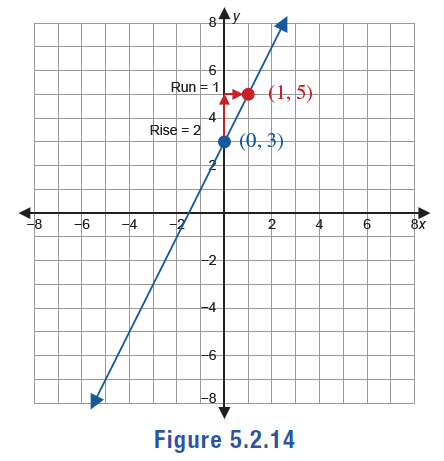 y
8
6
Run = 1
(1, 5)
4
Rise = 2
(0, 3)
2
-8 -6 -4 -2 2 4 6 8x
-2
-4
-6
-8
Figure 5.2.14